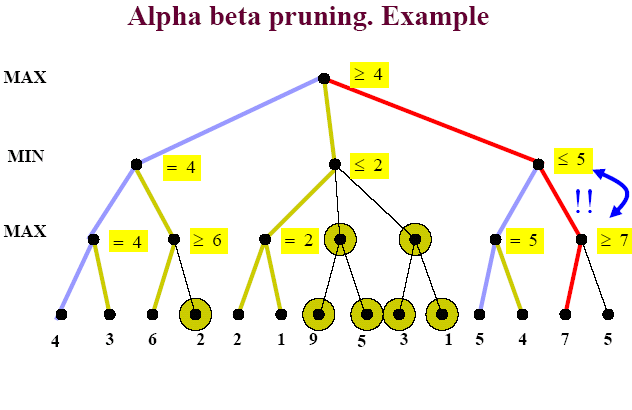 Alpha beta pruning. Example
MAX
≥ 4
MIN
= 4
≤ 2
≤ 5
!!
MAX
= 4
≥ 6
= 2
= 5
≥ 7
4 3 6 2 2 1 9 5 3 1 5 4 7 5